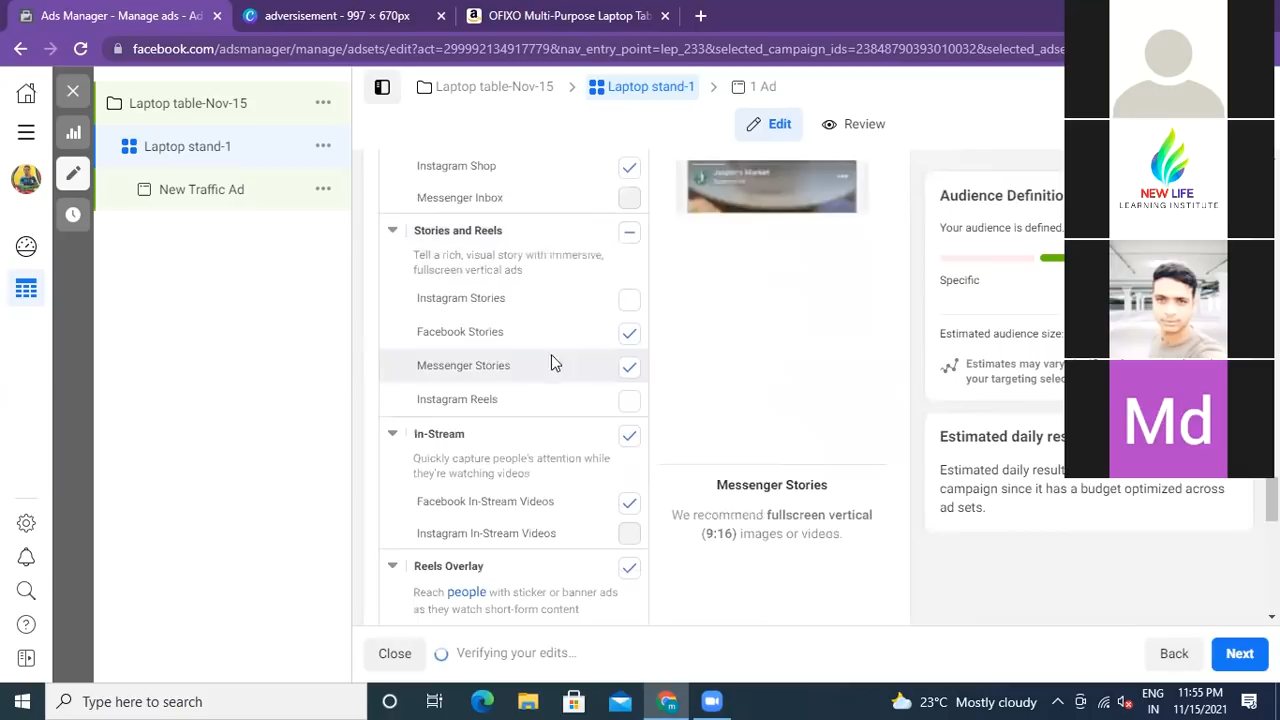 Ads Manager - Manage ads - Ad se
advertisement - 997 × 670px
OFIXO Multi-Purpose Laptop Tabl
facebook.com/adsmanager/manage/adsets/edit?act=299992134917779&nav_entry_point=lep_233&selected_campaign_ids=23848790393010032&selected_adse
Laptop table-Nov-15
Laptop stand-1
New Traffic Ad
Laptop table-Nov-15
Laptop stand-1
1 Ad
Edit
Review
Instagram Shop
Messenger Inbox
Stories and Reels
Tell a rich, visual story with immersive,
fullscreen vertical ads
Instagram Stories
Facebook Stories
Messenger Stories
Instagram Reels
In-Stream
Quickly capture people's attention while
they're watching videos
Facebook In-Stream Videos
Instagram In-Stream Videos
Reels Overlay
Reach people with sticker or banner ads
as they watch short-form content
Jasper's Market
Messenger Stories
We recommend fullscreen vertical
(9:16) images or videos.
Audience Definitio
Your audience is defined.
Specific
Estimated audience size:
Estimates may vary
your targeting selec
Estimated daily res
Estimated daily result
campaign since it has a budget optimized across
ad sets.
NEW LIFE
LEARNING INSTITUTE
Md
Close
Verifying your edits...
Back
Next
Type here to search
23°C Mostly cloudy
ENG
IN
11:55 PM
11/15/2021